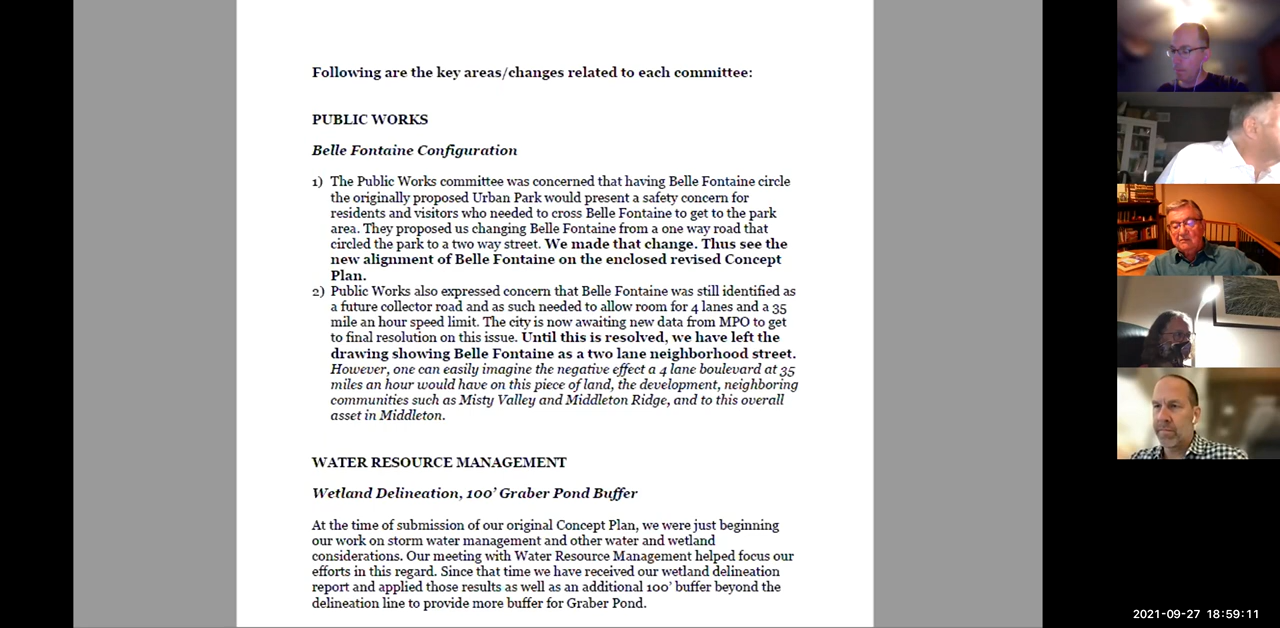 Following are the key areas/changes related to each committee:
PUBLIC WORKS
Belle Fontaine Configuration
1) The Public Works committee was concerned that having Belle Fontaine circle
the originally proposed Urban Park would present a safety concern for
residents and visitors who needed to cross Belle Fontaine to get to the park
area. They proposed us changing Belle Fontaine from a one way road that
circled the park to a two way street. We made that change. Thus see the
new alignment of Belle Fontaine on the enclosed revised Concept
Plan.
2) Public Works also expressed concern that Belle Fontaine was still identified as
a future collector road and as such needed to allow room for 4 lanes and a 35
mile an hour speed limit. The city is now awaiting new data from MPO to get
to final resolution on this issue. Until this is resolved, we have left the
drawing showing Belle Fontaine as a two lane neighborhood street.
However, one can easily imagine the negative effect a 4 lane boulevard at 35
miles an hour would have on this piece of land, the development, neighboring
communities such as Misty Valley and Middleton Ridge, and to this overall
asset in Middleton.
WATER RESOURCE MANAGEMENT
Wetland Delineation, 100’ Graber Pond Buffer
At the time of submission of our original Concept Plan, we were just beginning
our work on storm water management and other water and wetland
considerations. Our meeting with Water Resource Management helped focus our
efforts in this regard. Since that time we have received our wetland delineation
report and applied those results as well as an additional 100’ buffer beyond the
delineation line to provide more buffer for Graber Pond.
2021-09-27 18:59:11